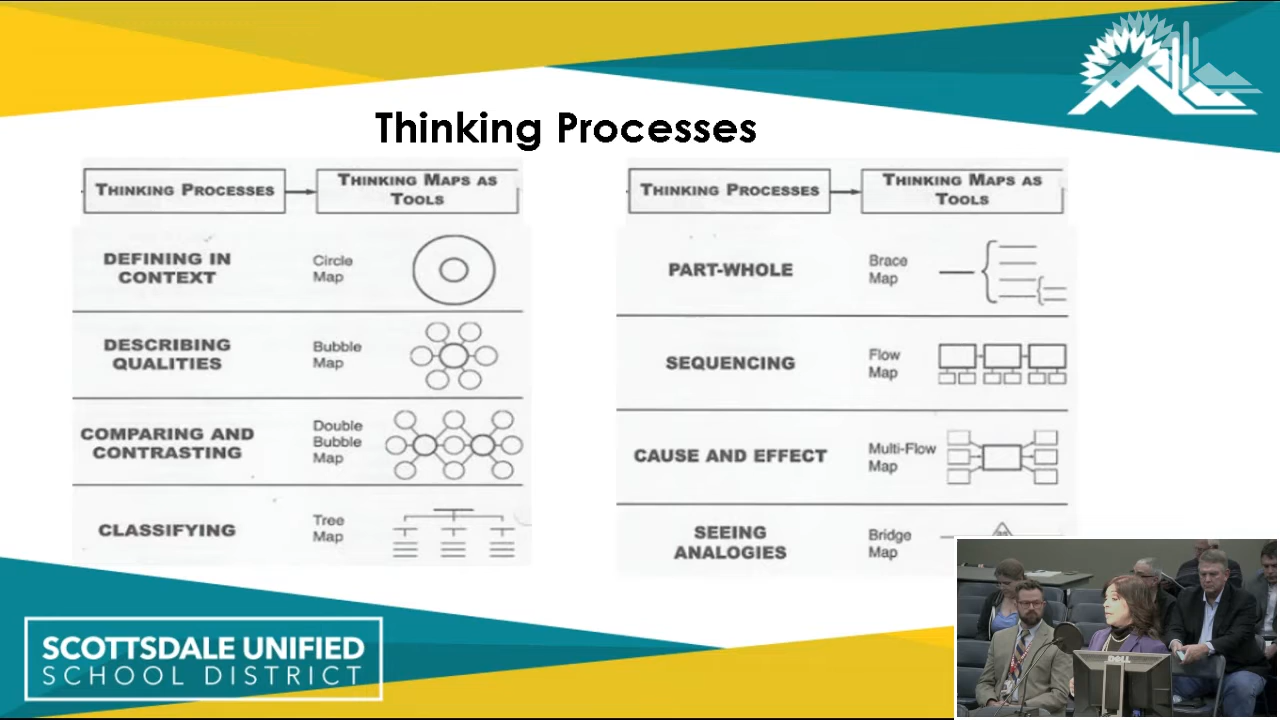 Thinking Processes
THINKING PROCESSES
THINKING MAPS AS
TOOLS
DEFINING IN
CONTEXT
Circle
Map
DESCRIBING
QUALITIES
Bubble
Map
COMPARING AND
CONTRASTING
Double
Bubble
Map
CLASSIFYING
Tree
Map
THINKING PROCESSES
THINKING MAPS AS
TOOLS
PART-WHOLE
Brace
Map
SEQUENCING
Flow
Map
CAUSE AND EFFECT
Multi-Flow
Map
SEEING
ANALOGIES
Bridge
Map
SCOTTSDALE UNIFIED
SCHOOL DISTRICT
DELL